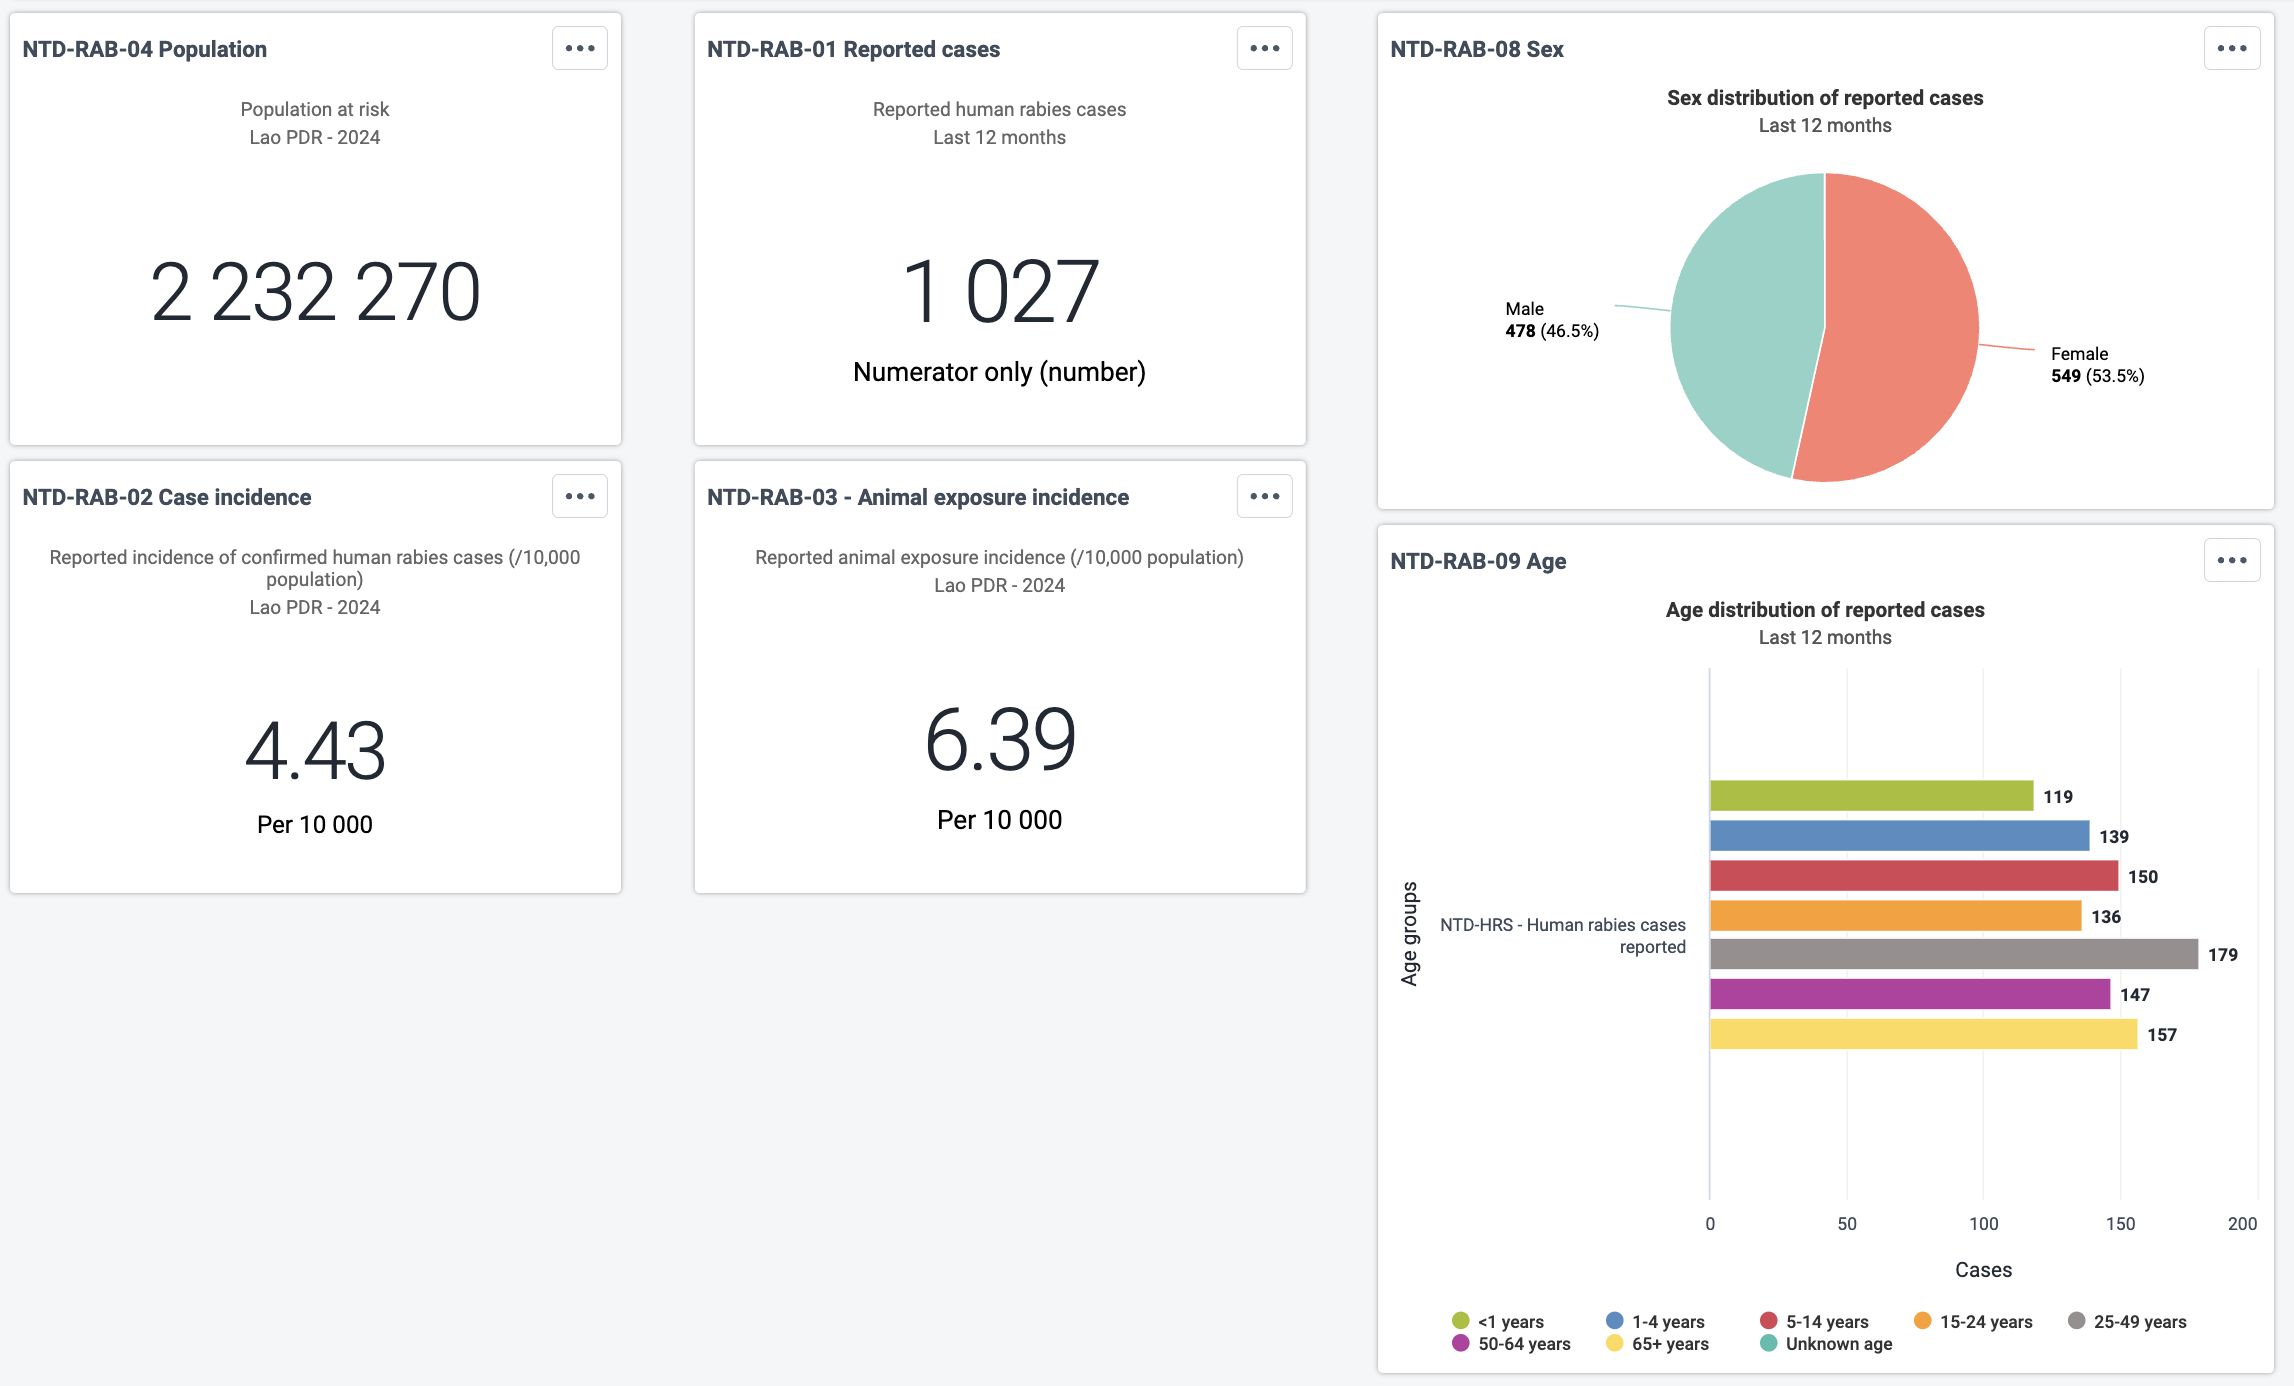 NTD-RAB-04 Population
Population at risk
Lao PDR - 2024
2 232 270
NTD-RAB-01 Reported cases
Reported human rabies cases
Last 12 months
1 027
Numerator only (number)
NTD-RAB-08 Sex
Sex distribution of reported cases
Last 12 months
Male
478 (46.5%)
Female
549 (53.5%)
NTD-RAB-02 Case incidence
Reported incidence of confirmed human rabies cases (/10,000
population)
Lao PDR - 2024
4.43
Per 10 000
NTD-RAB-03 - Animal exposure incidence
Reported animal exposure incidence (/10,000 population)
Lao PDR - 2024
6.39
Per 10 000
NTD-RAB-09 Age
Age distribution of reported cases
Last 12 months
Age groups
NTD-HRS - Human rabies cases
reported
119
139
150
136
179
147
157
0 50 100 150 200
Cases
<1 years 1-4 years 5-14 years 15-24 years 25-49 years
50-64 years 65+ years Unknown age